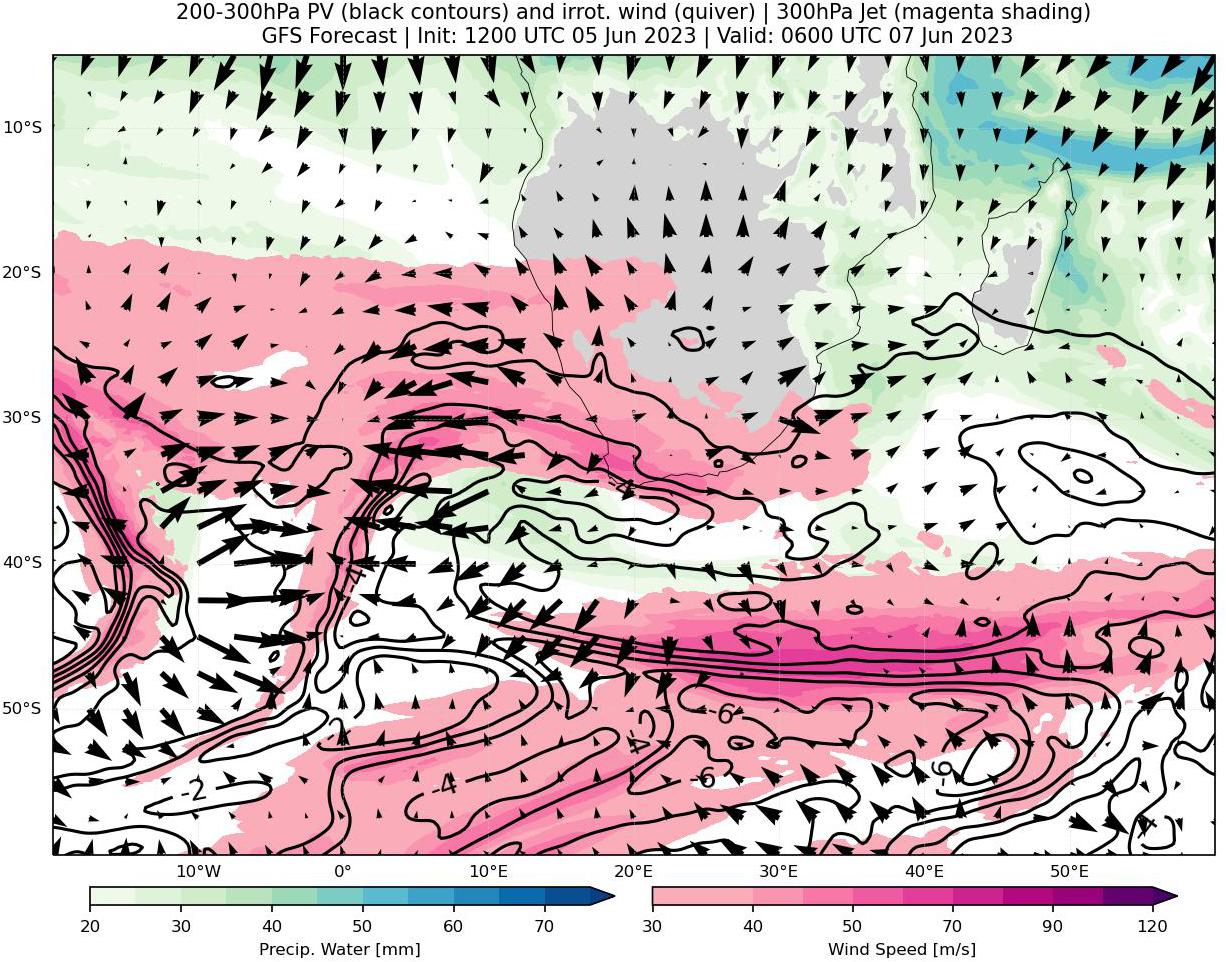 200-300hPa PV (black contours) and irrot. wind (quiver) | 300hPa Jet (magenta shading)
GFS Forecast | Init: 1200 UTC 05 Jun 2023 | Valid: 0600 UTC 07 Jun 2023
10°S
20°S
30°S
-4
40°S
-4
50°S
-6
-2
-4
-6
-6
-2
-4
10°W 0° 10°E 20°E 30°E 40°E 50°E
20 30 40 50 60 70
30 40 50 70 90 120
Precip. Water [mm]
Wind Speed [m/s]